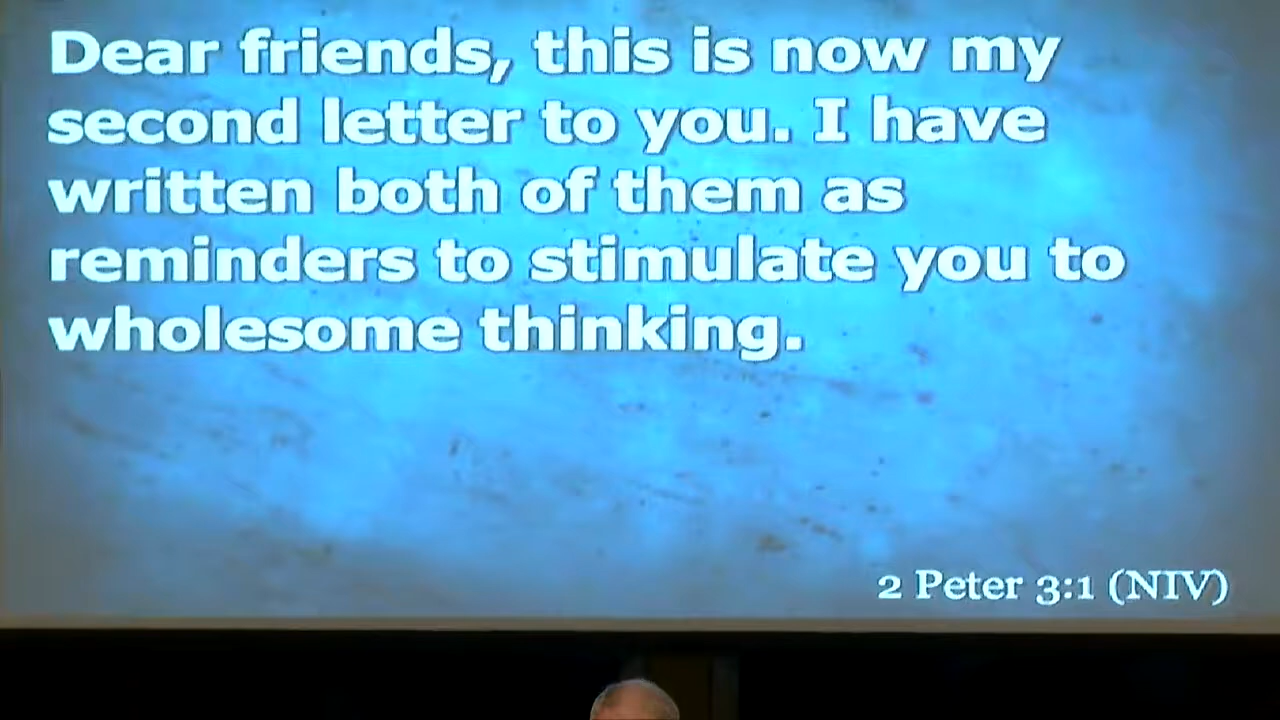 Dear friends, this is now my
second letter to you. I have
written both of them as
reminders to stimulate you to
wholesome thinking.
2 Peter 3:1 (NIV)